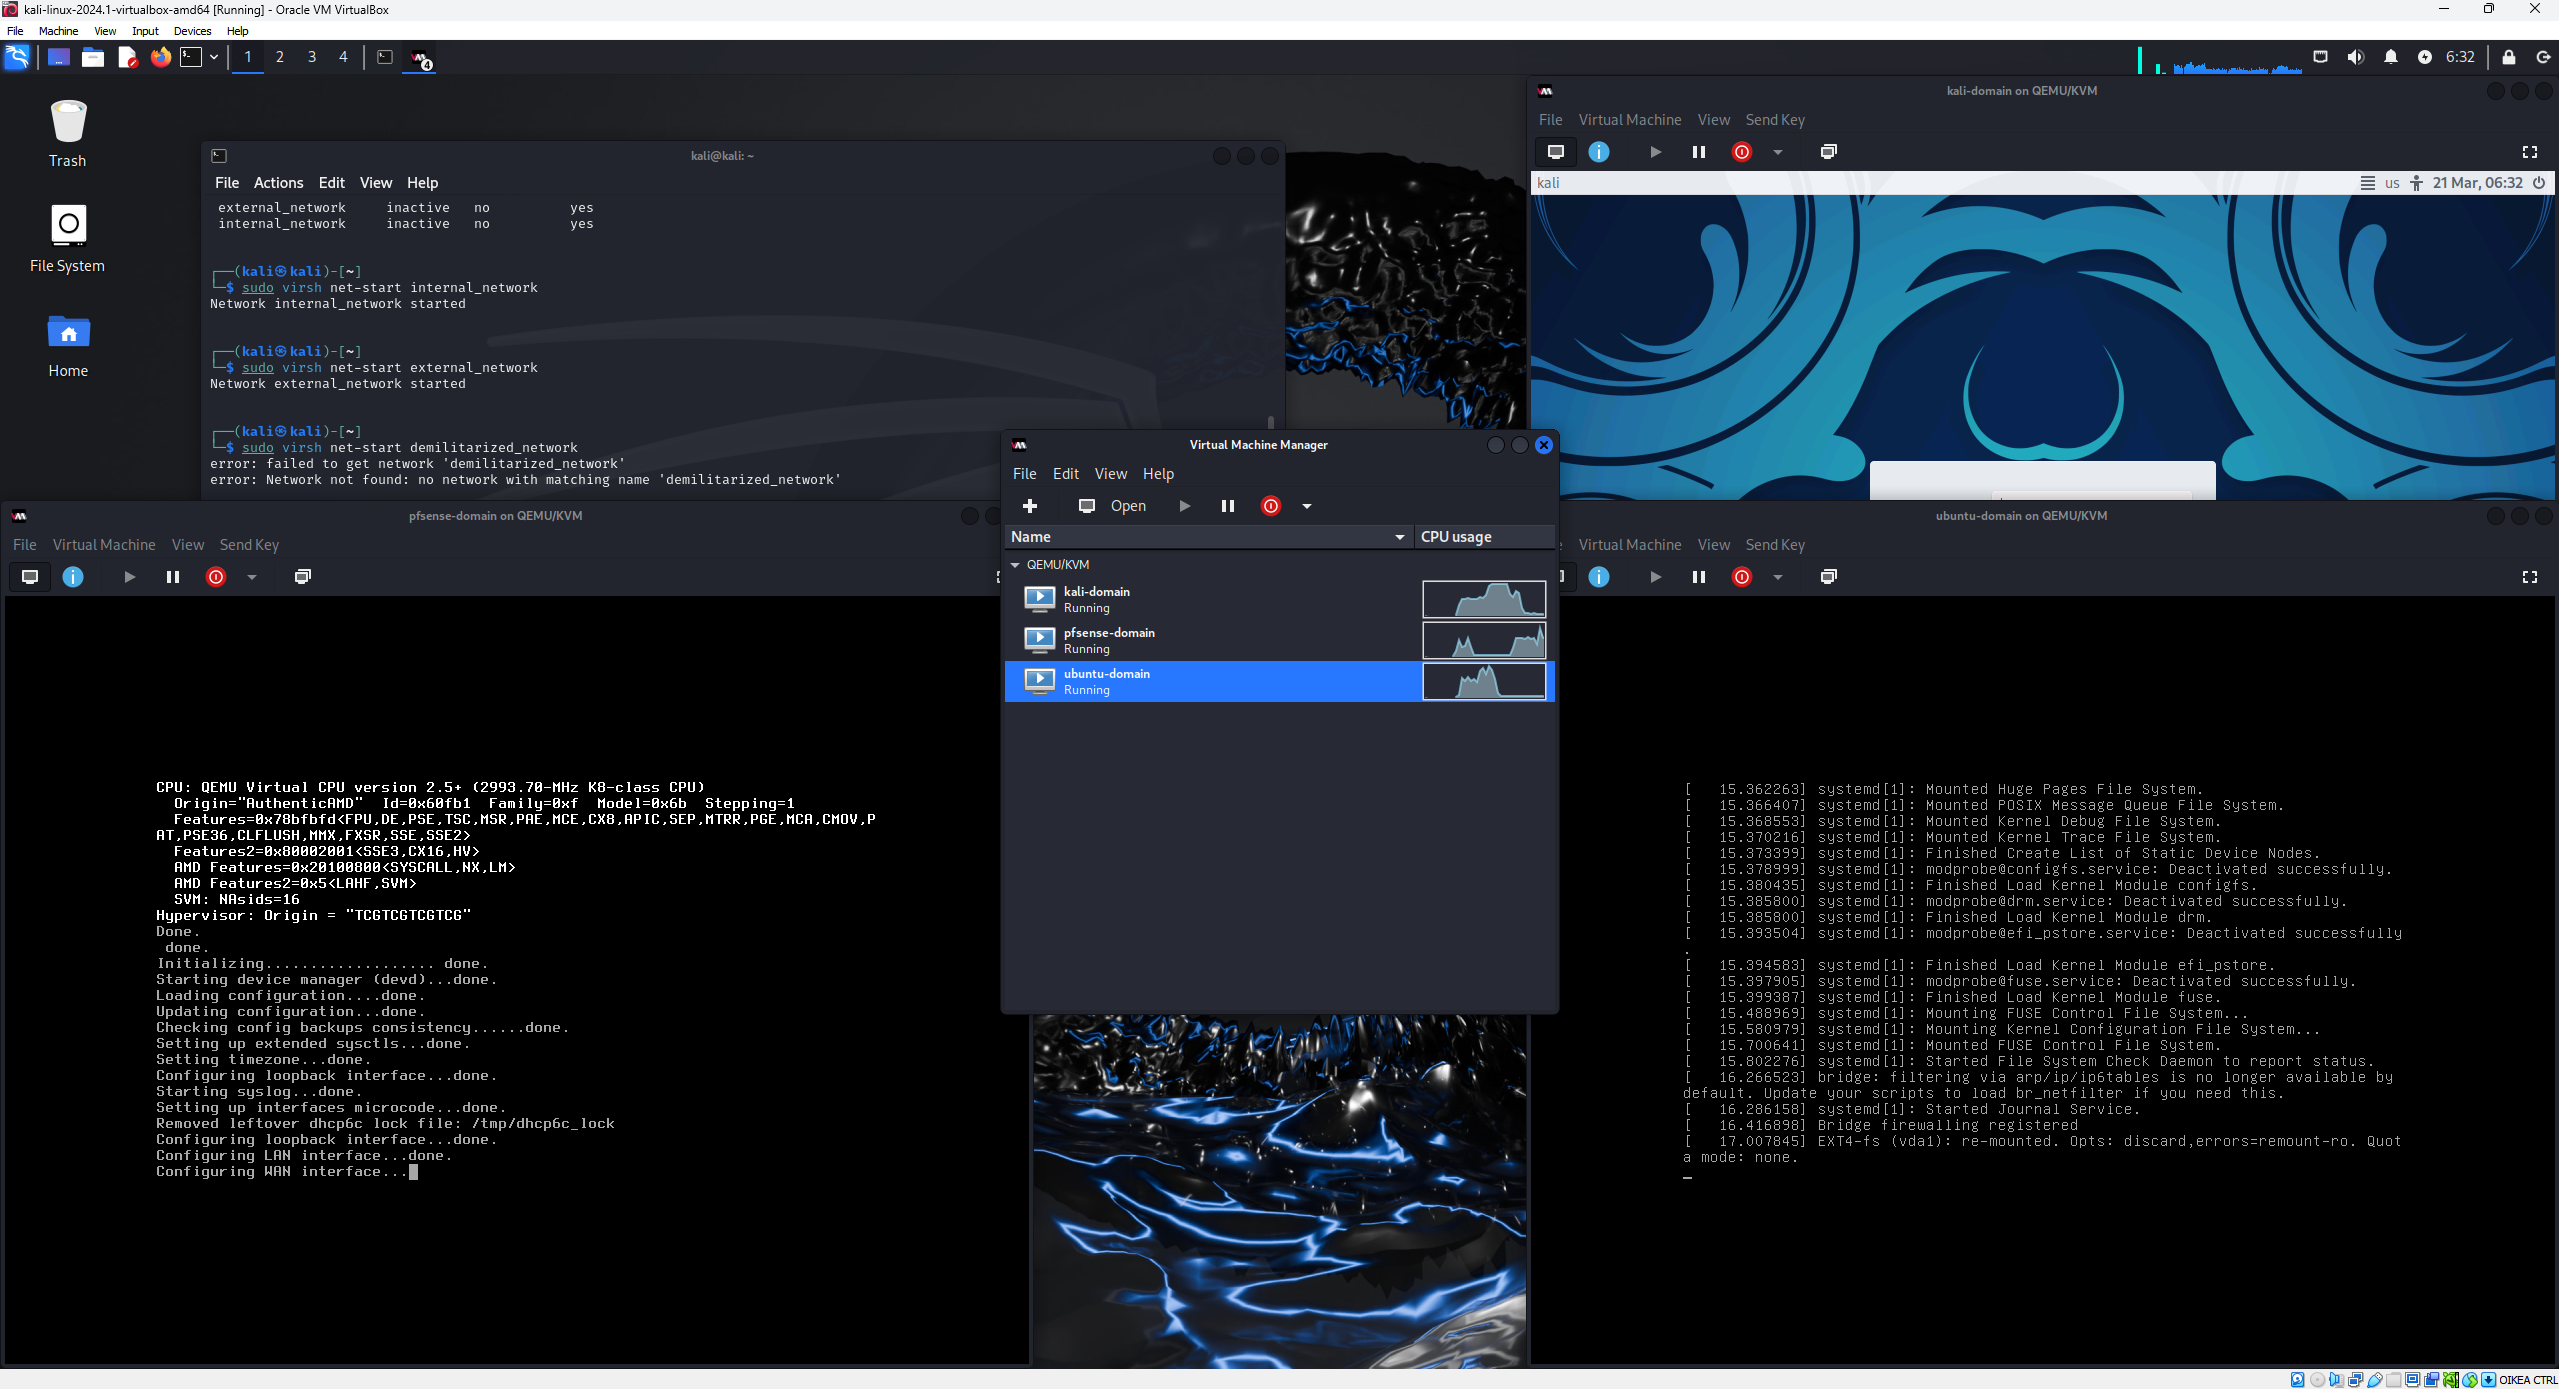 kali-linux-2024.1-virtualbox-amd64 [Running] - Oracle VM VirtualBox
File Machine View Input Devices Help
1 2 3 4 4 6:32
Trash
File System
Home
kali@kali: ~
File Actions Edit View Help
external_network inactive no yes
internal_network inactive no yes
┌──(kali㉿kali)-[~]
└─$ sudo virsh net-start internal_network
Network internal_network started
┌──(kali㉿kali)-[~]
└─$ sudo virsh net-start external_network
Network external_network started
┌──(kali㉿kali)-[~]
└─$ sudo virsh net-start demilitarized_network
error: failed to get network 'demilitarized_network'
error: Network not found: no network with matching name 'demilitarized_network'
kali-domain on QEMU/KVM
File Virtual Machine View Send Key
kali us 21 Mar, 06:32
Virtual Machine Manager
File Edit View Help
Open
Name CPU usage
QEMU/KVM
kali-domain
Running
pfsense-domain
Running
ubuntu-domain
Running
pfsense-domain on QEMU/KVM
File Virtual Machine View Send Key
CPU: QEMU Virtual CPU version 2.5+ (2993.70-MHz K8-class CPU)
Origin="AuthenticAMD" Id=0x60fb1 Family=0xf Model=0x6b Stepping=1
Features=0x78bfbfd<FPU,DE,PSE,TSC,MSR,PAE,MCE,CX8,APIC,SEP,MTRR,PGE,MCA,CMOV,P
AT,PSE36,CLFLUSH,MMX,FXSR,SSE,SSE2>
Features2=0x80002001<SSE3,CX16,HV>
AMD Features=0x20100800<SYSCALL,NX,LM>
AMD Features2=0x5<LAHF,SVM>
SVM: NAsids=16
Hypervisor: Origin = "TCGTCGTCGTCG"
Done.
done.
Initializing................... done.
Starting device manager (devd)...done.
Loading configuration....done.
Updating configuration...done.
Checking config backups consistency......done.
Setting up extended sysctls...done.
Setting timezone...done.
Configuring loopback interface...done.
Starting syslog...done.
Setting up interfaces microcode...done.
Removed leftover dhcp6c lock file: /tmp/dhcp6c_lock
Configuring loopback interface...done.
Configuring LAN interface...done.
Configuring WAN interface...
ubuntu-domain on QEMU/KVM
Virtual Machine View Send Key
[ 15.362263] systemd[1]: Mounted Huge Pages File System.
[ 15.366407] systemd[1]: Mounted POSIX Message Queue File System.
[ 15.368553] systemd[1]: Mounted Kernel Debug File System.
[ 15.370216] systemd[1]: Mounted Kernel Trace File System.
[ 15.373399] systemd[1]: Finished Create List of Static Device Nodes.
[ 15.378999] systemd[1]: modprobe@configfs.service: Deactivated successfully.
[ 15.380435] systemd[1]: Finished Load Kernel Module configfs.
[ 15.385800] systemd[1]: modprobe@drm.service: Deactivated successfully.
[ 15.385800] systemd[1]: Finished Load Kernel Module drm.
[ 15.393504] systemd[1]: modprobe@efi_pstore.service: Deactivated successfully
.
[ 15.394583] systemd[1]: Finished Load Kernel Module efi_pstore.
[ 15.397905] systemd[1]: modprobe@fuse.service: Deactivated successfully.
[ 15.399387] systemd[1]: Finished Load Kernel Module fuse.
[ 15.488969] systemd[1]: Mounting FUSE Control File System...
[ 15.580979] systemd[1]: Mounting Kernel Configuration File System...
[ 15.700641] systemd[1]: Mounted FUSE Control File System.
[ 15.802276] systemd[1]: Started File System Check Daemon to report status.
[ 16.266523] bridge: filtering via arp/ip/ip6tables is no longer available by
default. Update your scripts to load br_netfilter if you need this.
[ 16.286158] systemd[1]: Started Journal Service.
[ 16.416898] Bridge firewalling registered
[ 17.007845] EXT4-fs (vda1): re-mounted. Opts: discard,errors=remount-ro. Quot
a mode: none.
OIKEA CTRL